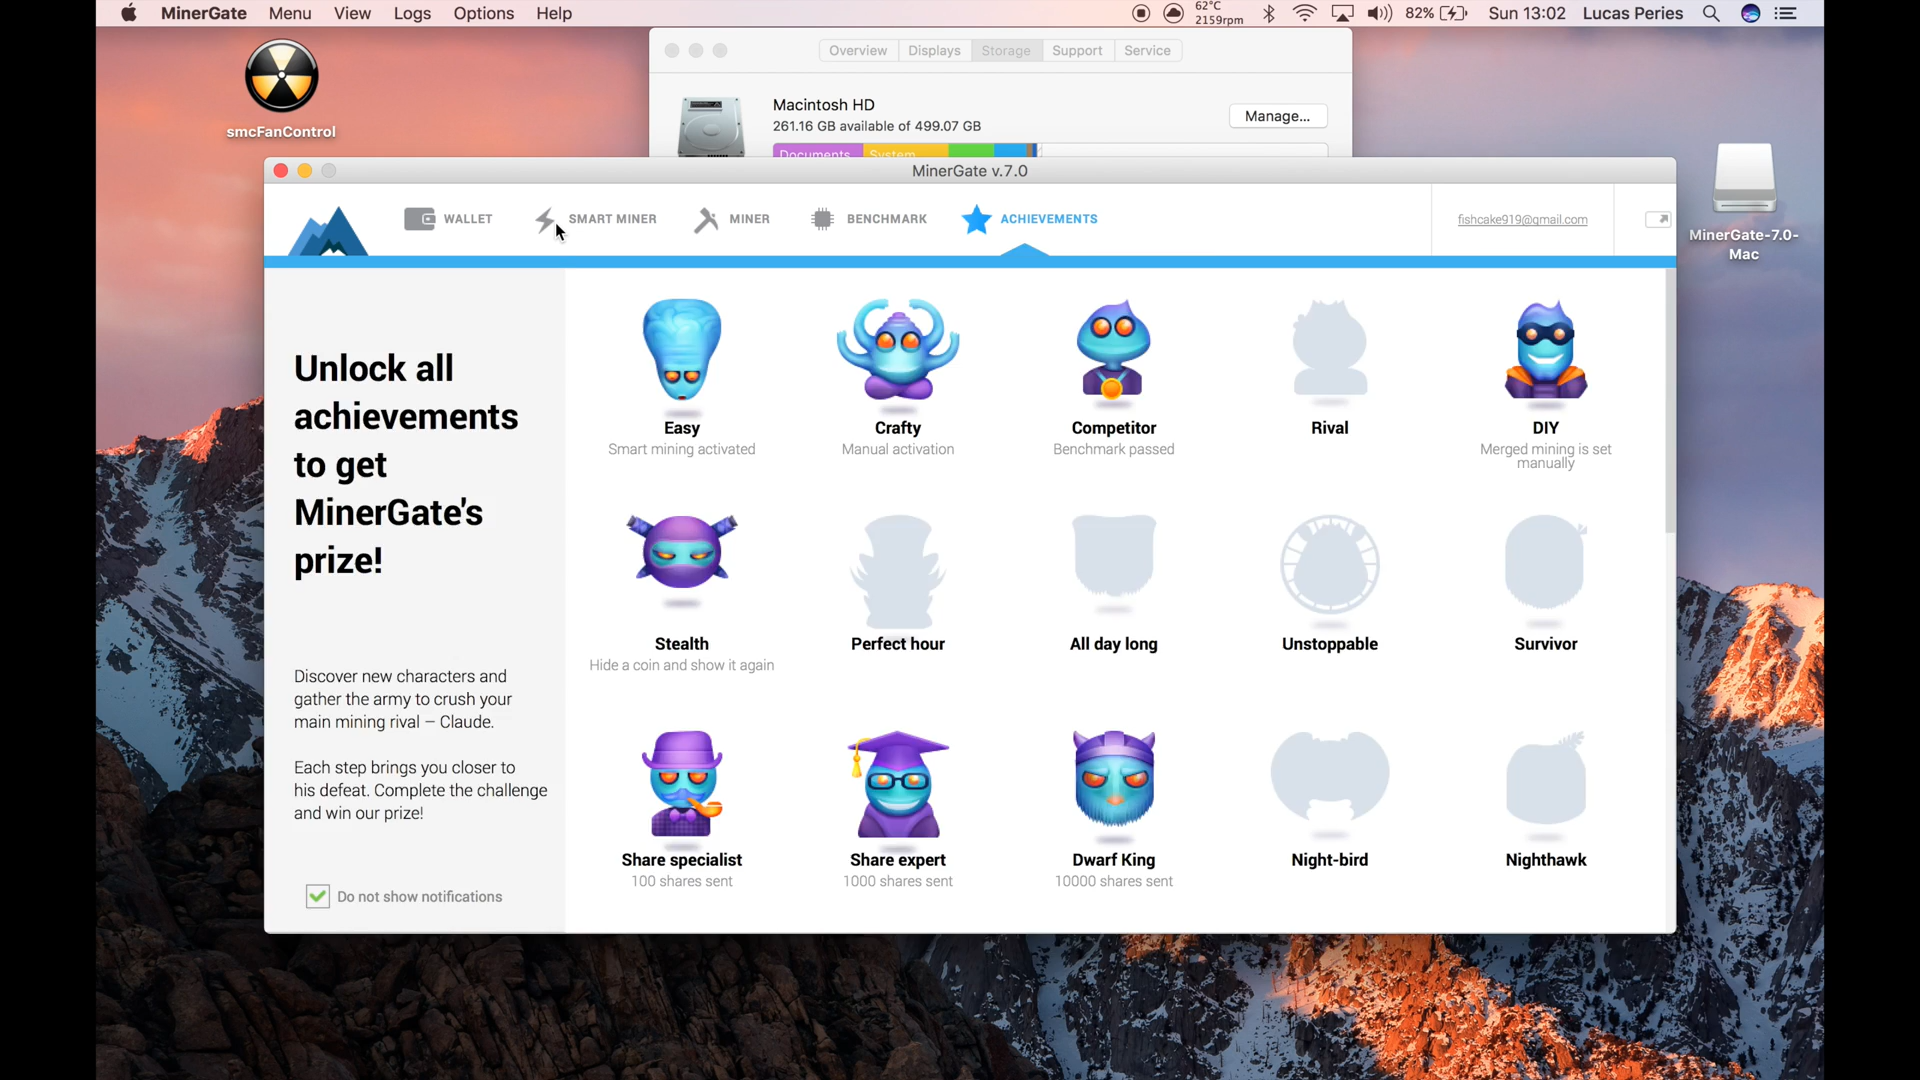 MinerGate Menu View Logs Options Help
62°C
2159rpm
82% Sun 13:02 Lucas Peries
smcFanControl
Overview Displays Storage Support Service
Macintosh HD
261.16 GB available of 499.07 GB
Manage...
Documents System
MinerGate v.7.0
WALLET SMART MINER MINER BENCHMARK ACHIEVEMENTS
fishcake919@gmail.com
MinerGate-7.0-
Mac
Unlock all
achievements
to get
MinerGate's
prize!
Discover new characters and
gather the army to crush your
main mining rival – Claude.
Each step brings you closer to
his defeat. Complete the challenge
and win our prize!
Do not show notifications
Easy
Smart mining activated
Crafty
Manual activation
Competitor
Benchmark passed
Rival
DIY
Merged mining is set
manually
Stealth
Hide a coin and show it again
Perfect hour
All day long
Unstoppable
Survivor
Share specialist
100 shares sent
Share expert
1000 shares sent
Dwarf King
10000 shares sent
Night-bird
Nighthawk